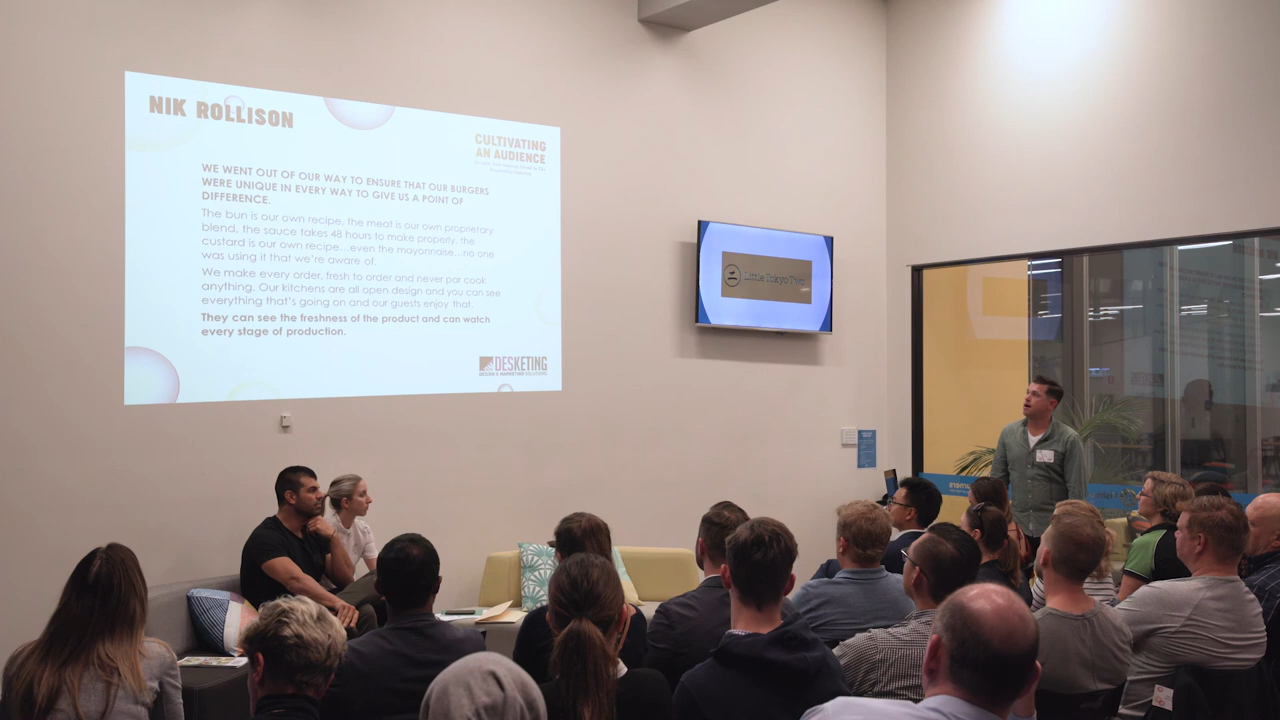 NIK ROLLISON
CULTIVATING
AN AUDIENCE
WE WENT OUT OF OUR WAY TO ENSURE THAT OUR BURGERS
WERE UNIQUE IN EVERY WAY TO GIVE US A POINT OF
DIFFERENCE.
The bun is our own recipe, the meat is our own proprietary
blend, the sauce takes 48 hours to make properly, the
custard is our own recipe...even the mayonnaise...no one
was using it that we're aware of.
We make every order, fresh to order and never par cook
anything. Our kitchens are all open design and you can see
everything that's going on and our guests enjoy that.
They can see the freshness of the product and can watch
every stage of production.
DESKETING
DESIGN & MARKETING SOLUTIONS
Little Tokyo Two